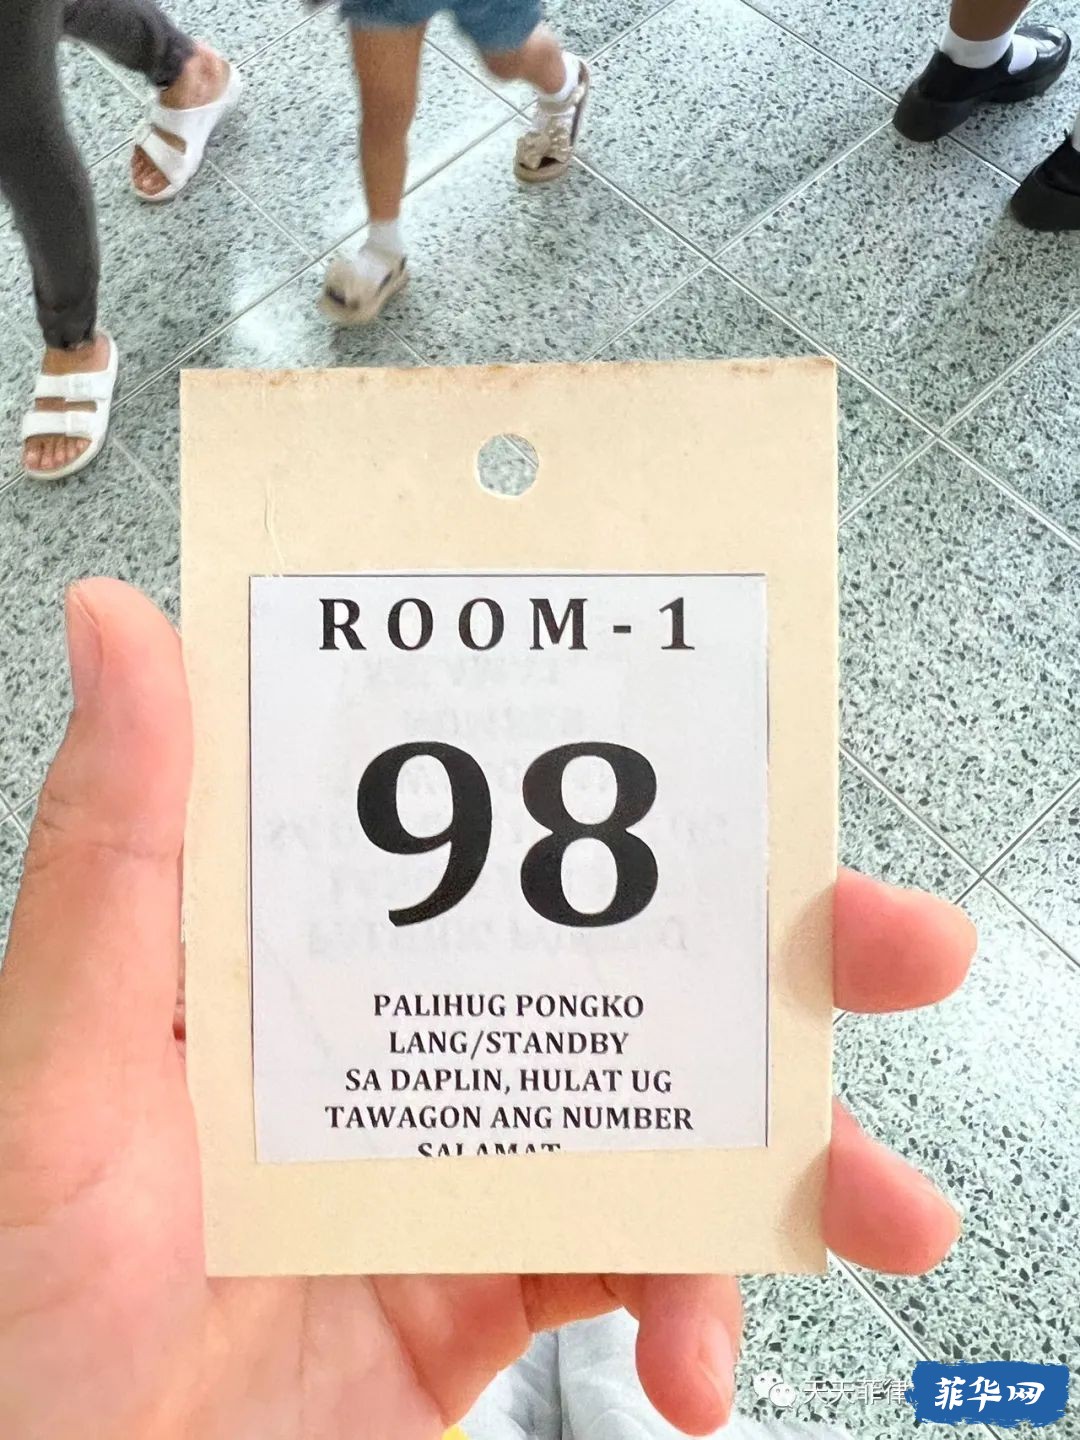 ROOM-1
98
PALIHUG PONGKO
LANG/STANDBY
SA DAPLIN, HULAT UG
TAWAGON ANG NUMBER
SALAMAT
天天菲律
菲华网